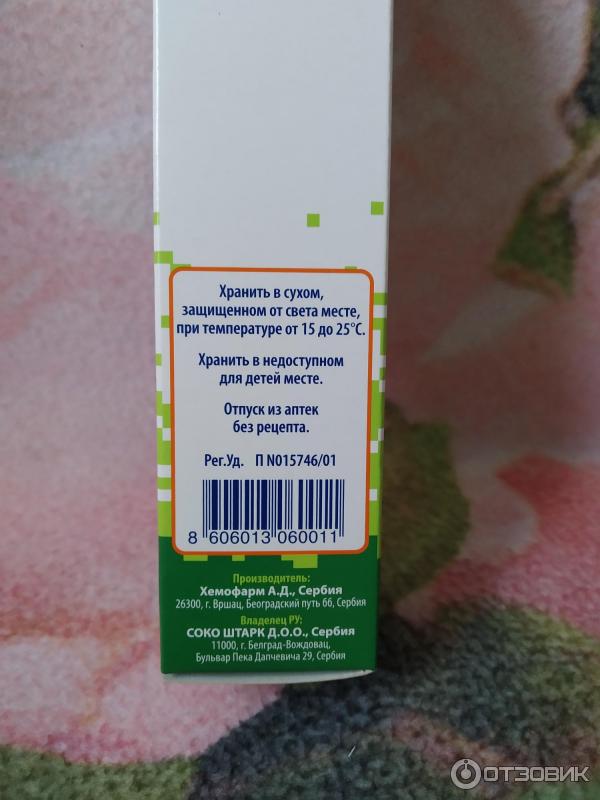 Хранить в сухом,
защищенном от света месте,
при температуре от 15 до 25°С.
Хранить в недоступном
для детей месте.
Отпуск из аптек
без рецепта.
Рег.Уд. П N015746/01
8 606013 060011
Производитель:
Хемофарм А.Д., Сербия
26300, г. Вршац, Београдский путь бб, Сербия
Владелец РУ:
СОКО ШТАРК Д.О.О., Сербия
11000, г. Белград-Вождовац,
Бульвар Пека Дапчевича 29, Сербия
ОТЗОВИК